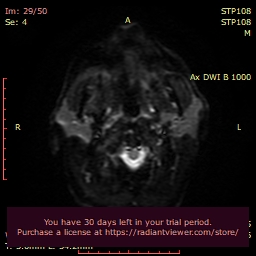 Im: 29/50
Se: 4
A
STP108
STP108
M
Ax DWI B 1000
R
L
You have 30 days left in your trial period.
Purchase a license at https://radiantviewer.com/store/